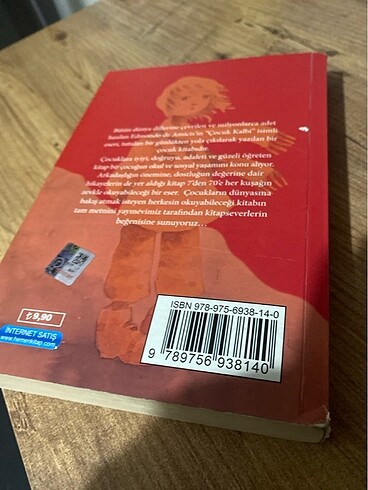 Bütün dünya dillerine çevrilen ve milyonlarca adet
basılan Edmondo de Amicis'in "Çocuk Kalbi" isimli
eseri, tutulan bir günlükten yola çıkılarak yazılan bir
çocuk kitabıdır.
Çocuklara iyiyi, doğruyu, adaleti ve güzeli öğreten
kitap bir çocuğun okul ve sosyal yaşamını konu alıyor.
Arkadaşlığın önemine, dostluğun değerine dair
hikayelerin de yer aldığı kitap 7'den 70'e her kuşağın
zevkle okuyabileceği bir eser. Çocukların dünyasına
bakış atmak isteyen herkesin okuyabileceği kitabın
tam metnini yayınevimiz tarafından kitapseverlerin
beğenisine sunuyoruz...
ISBN 978-975-6938-14-0
9 789756 938140
₺9,90
İNTERNET SATIŞ
www.hemenkitap.com